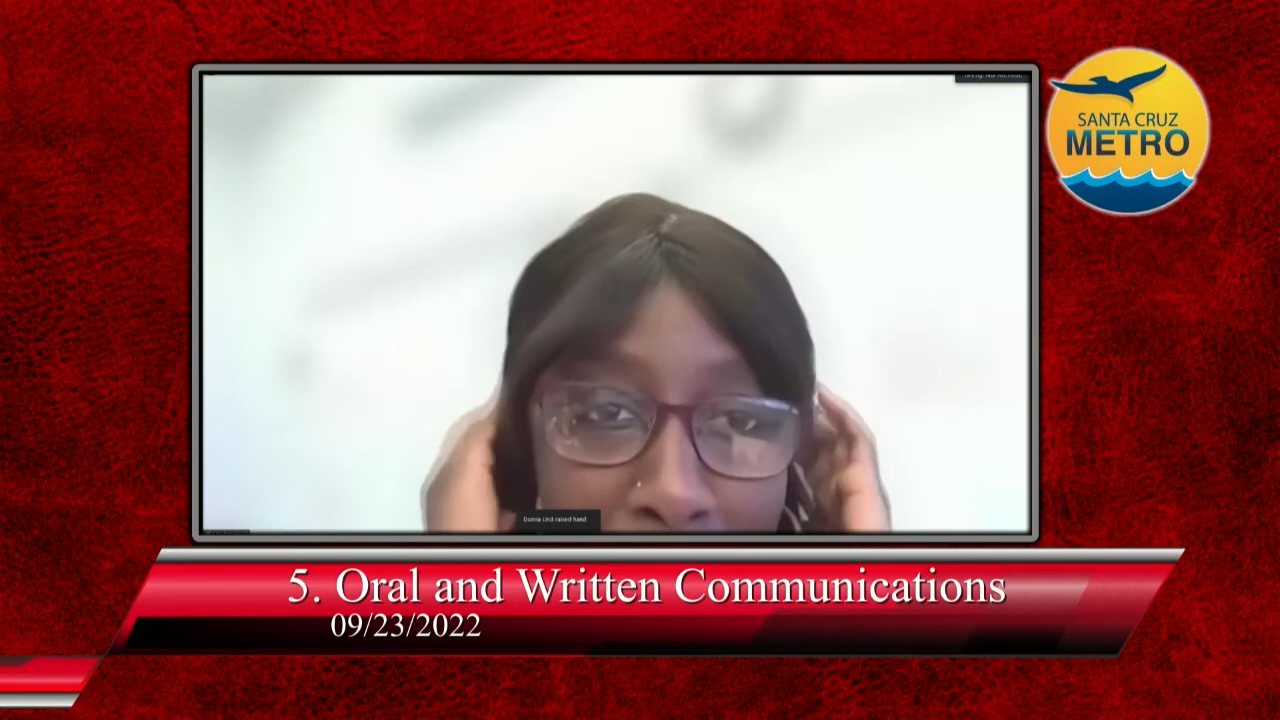 SANTA CRUZ
METRO
Donna Lind raised hand
5. Oral and Written Communications
09/23/2022